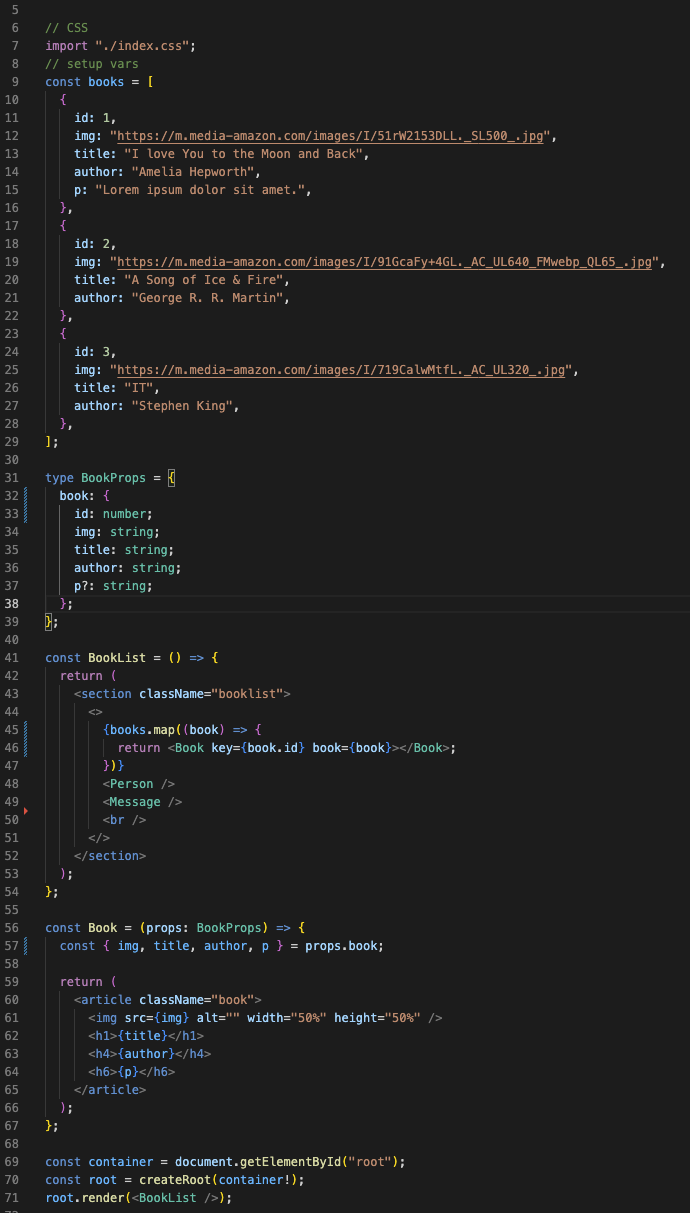 5
6 // CSS
7 import "./index.css";
8 // setup vars
9 const books = [
10 {
11 id: 1,
12 img: "https://m.media-amazon.com/images/I/51rW2153DLL._SL500_.jpg",
13 title: "I love You to the Moon and Back",
14 author: "Amelia Hepworth",
15 p: "Lorem ipsum dolor sit amet.",
16 },
17 {
18 id: 2,
19 img: "https://m.media-amazon.com/images/I/91GcaFy+4GL._AC_UL640_FMwebp_QL65_.jpg",
20 title: "A Song of Ice & Fire",
21 author: "George R. R. Martin",
22 },
23 {
24 id: 3,
25 img: "https://m.media-amazon.com/images/I/719CalwMtfL._AC_UL320_.jpg",
26 title: "IT",
27 author: "Stephen King",
28 },
29 ];
30
31 type BookProps = {
32 book: {
33 id: number;
34 img: string;
35 title: string;
36 author: string;
37 p?: string;
38 };
39 };
40
41 const BookList = () => {
42 return (
43 <section className="booklist">
44 <>
45 {books.map((book) => {
46 return <Book key={book.id} book={book}></Book>;
47 })}
48 <Person />
49 <Message />
50 <br />
51 </>
52 </section>
53 );
54 };
55
56 const Book = (props: BookProps) => {
57 const { img, title, author, p } = props.book;
58
59 return (
60 <article className="book">
61 <img src={img} alt="" width="50%" height="50%" />
62 <h1>{title}</h1>
63 <h4>{author}</h4>
64 <h6>{p}</h6>
65 </article>
66 );
67 };
68
69 const container = document.getElementById("root");
70 const root = createRoot(container!);
71 root.render(<BookList />);